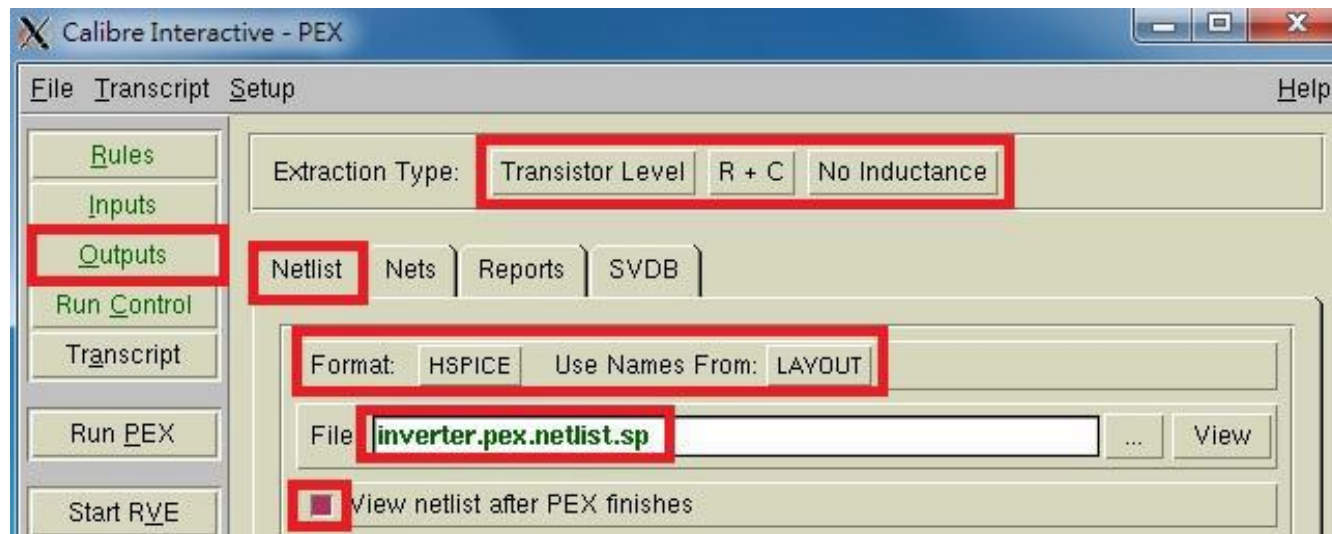 Calibre Interactive - PEX
File Transcript Setup Help
Rules
Inputs
Outputs
Run Control
Transcript
Run PEX
Start RVE
Extraction Type: Transistor Level R + C No Inductance
Netlist Nets Reports SVDB
Format: HSPICE Use Names From: LAYOUT
File inverter.pex.netlist.sp ... View
View netlist after PEX finishes